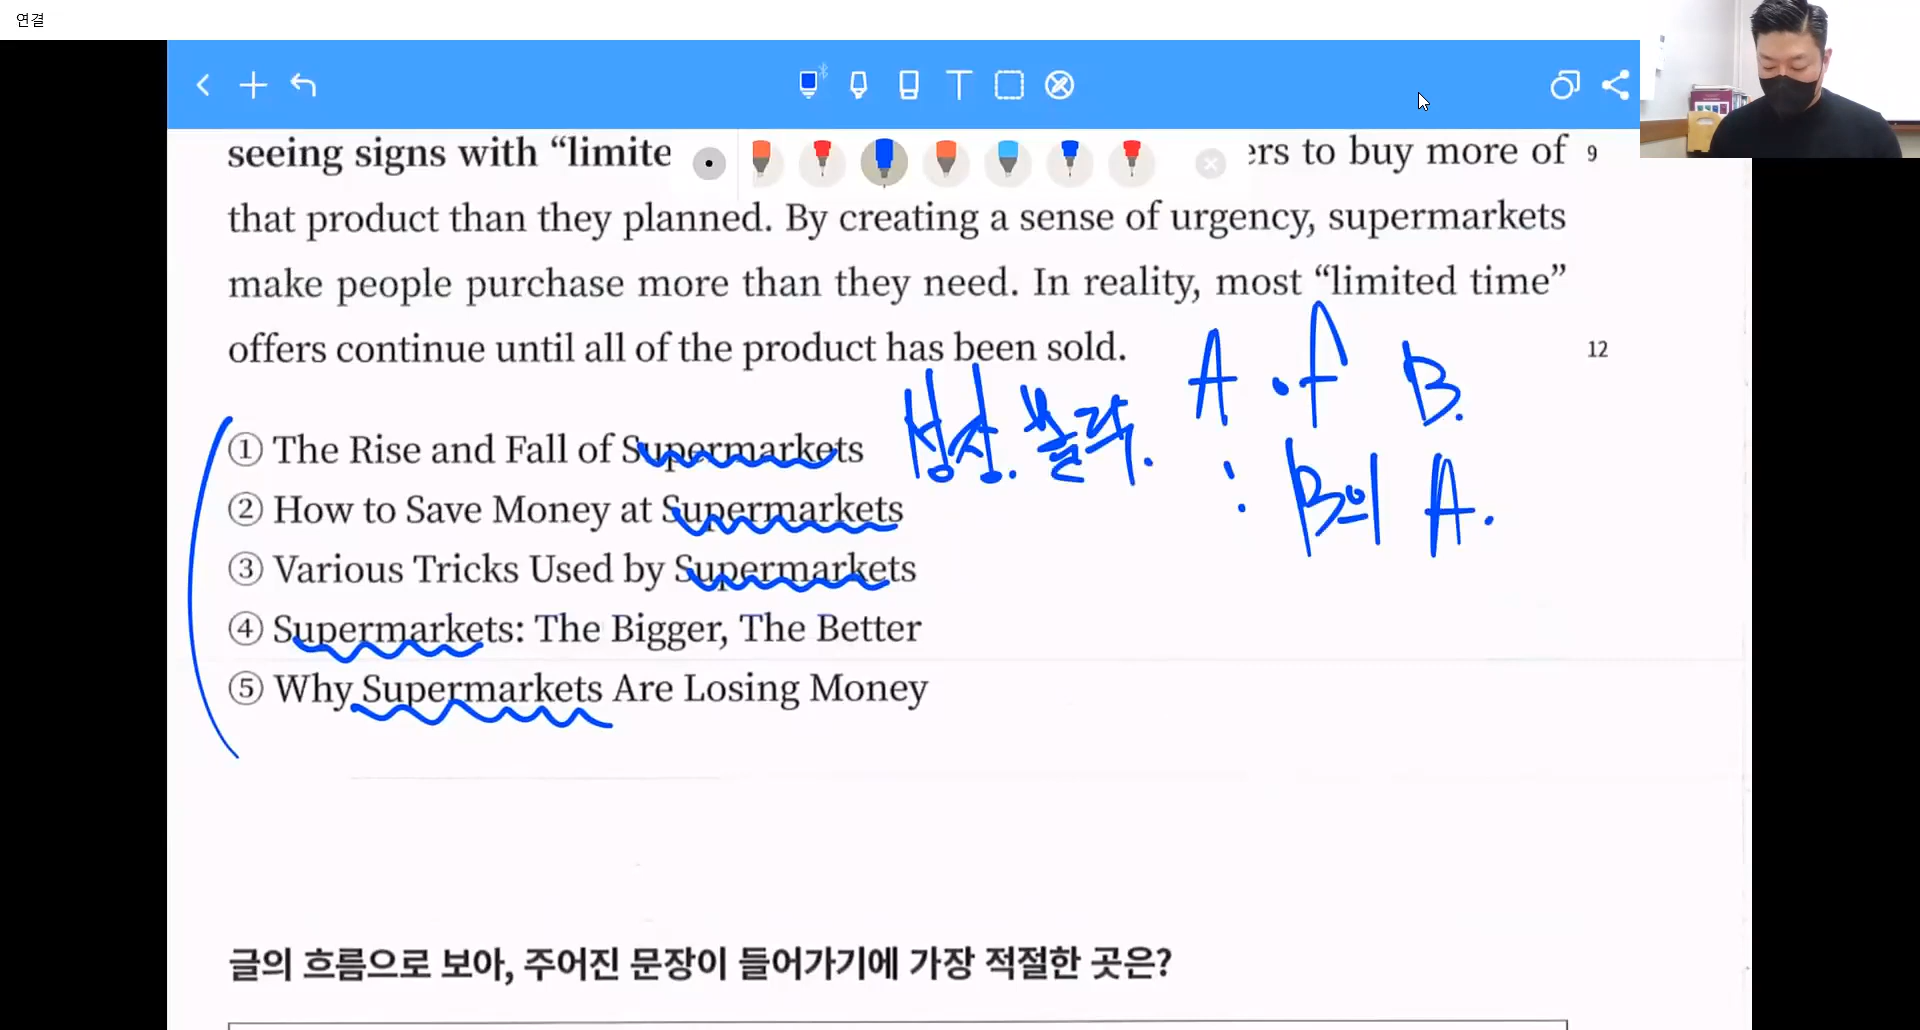 연결
seeing signs with “limite
ers to buy more of 9
that product than they planned. By creating a sense of urgency, supermarkets
make people purchase more than they need. In reality, most “limited time”
offers continue until all of the product has been sold. 12
A of B.
① The Rise and Fall of Supermarkets
② How to Save Money at Supermarkets
: B의 A.
③ Various Tricks Used by Supermarkets
④ Supermarkets: The Bigger, The Better
⑤ Why Supermarkets Are Losing Money
글의 흐름으로 보아, 주어진 문장이 들어가기에 가장 적절한 곳은?